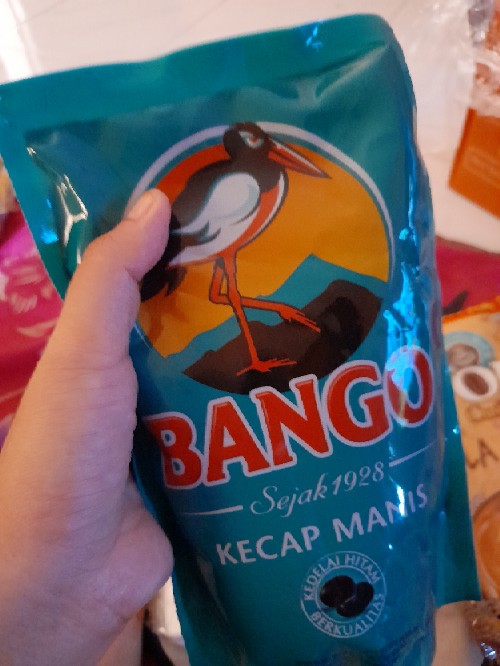 BANGO
Sejak 1928
KECAP MANIS
KEDELAI HITAM
BERKUALITAS